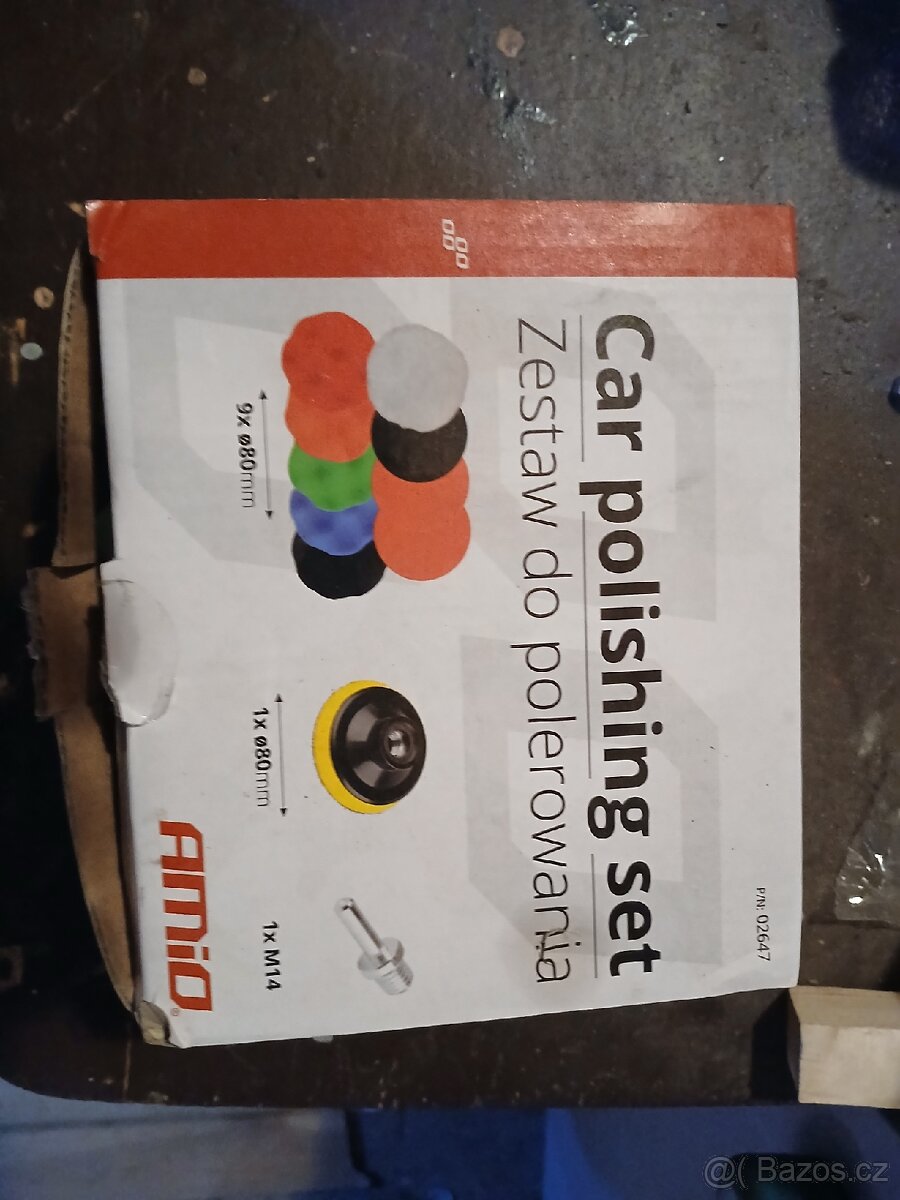 P/N: 02647
Car polishing set
Zestaw do polerowania
9x ø80mm
1x ø80mm
1x M14
AMiO®
@( Bazos.cz